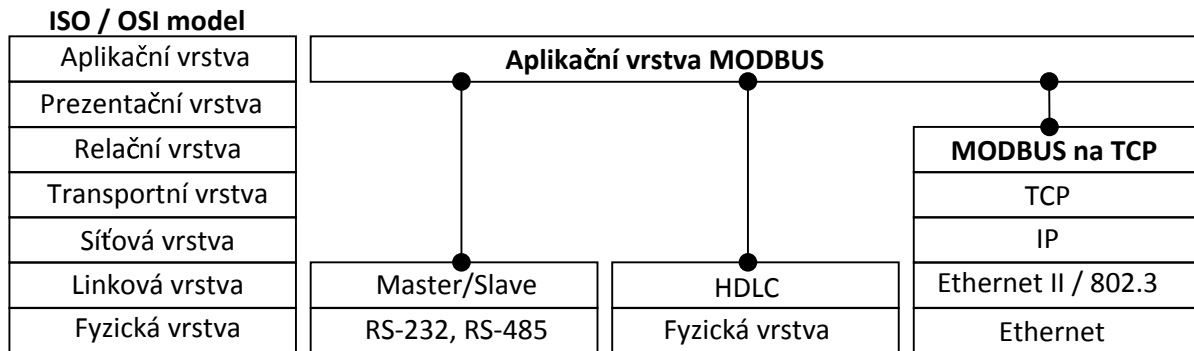 ISO / OSI model
Aplikační vrstva
Aplikační vrstva MODBUS
Prezentační vrstva
Relační vrstva
MODBUS na TCP
Transportní vrstva
TCP
Síťová vrstva
IP
Linková vrstva
Master/Slave
HDLC
Ethernet II / 802.3
Fyzická vrstva
RS-232, RS-485
Fyzická vrstva
Ethernet